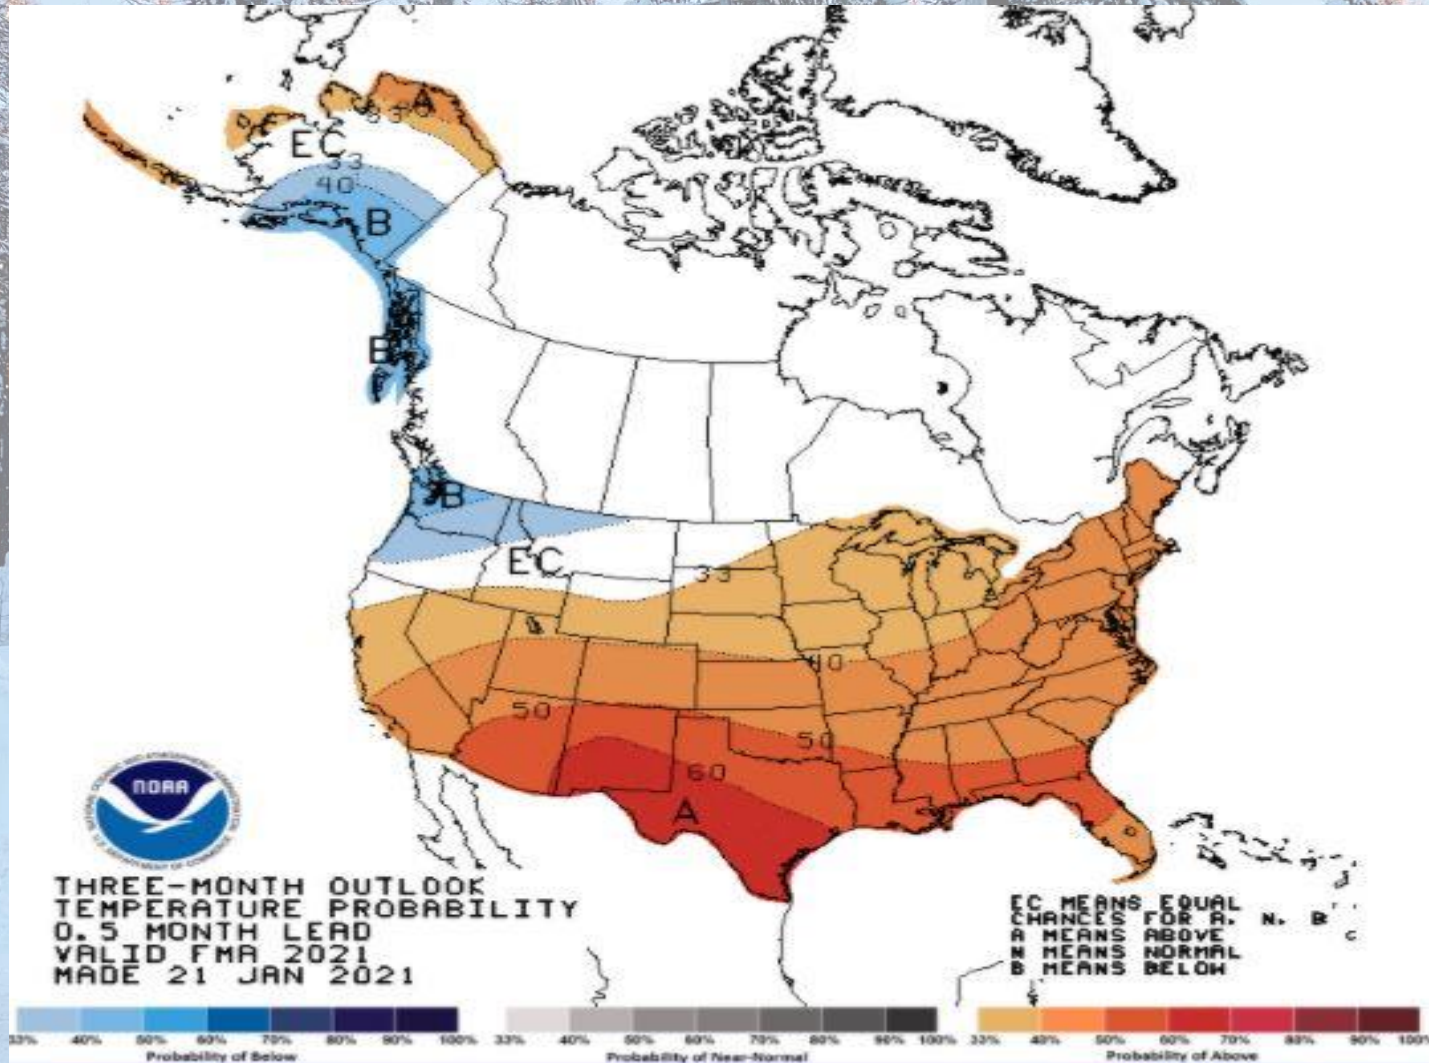 A
33
EC
33
40
B
B
B
EC
33
40
50
50
60
A
NOAA
THREE-MONTH OUTLOOK
TEMPERATURE PROBABILITY
0.5 MONTH LEAD
VALID FMA 2021
MADE 21 JAN 2021
EC MEANS EQUAL
CHANCES FOR A, N, B
A MEANS ABOVE
N MEANS NORMAL
B MEANS BELOW
33% 40% 50% 60% 70% 80% 90% 100%
Probability of Below
33% 40% 50% 60% 70% 80% 90% 100%
Probability of Near-Normal
33% 40% 50% 60% 70% 80% 90% 100%
Probability of Above